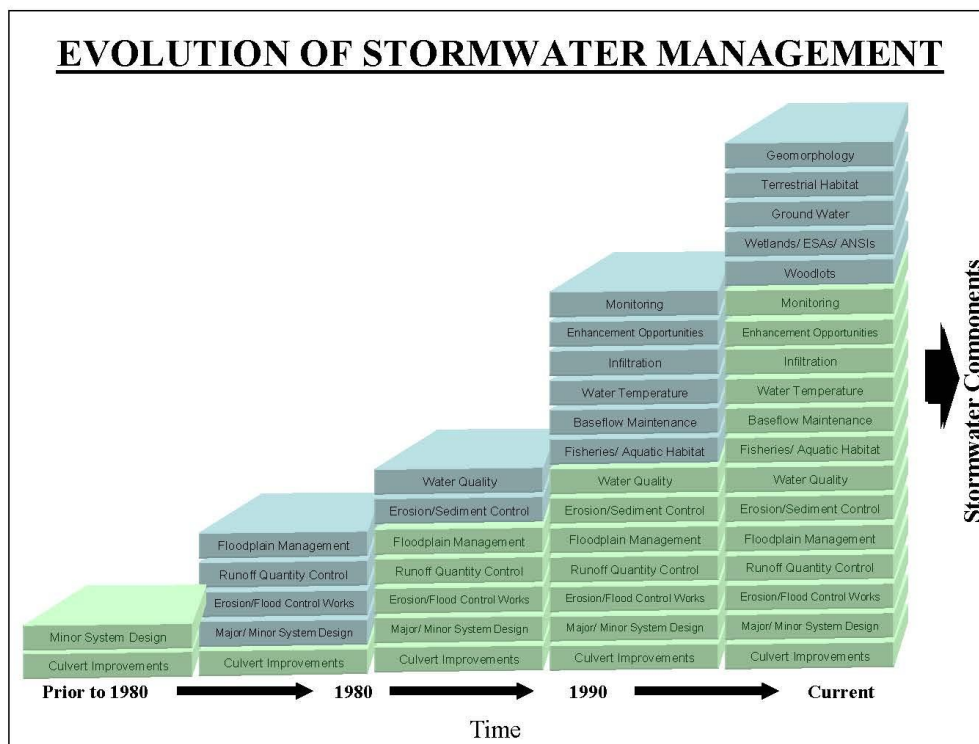 EVOLUTION OF STORMWATER MANAGEMENT
Minor System Design
Culvert Improvements
Floodplain Management
Runoff Quantity Control
Erosion/Flood Control Works
Major/ Minor System Design
Culvert Improvements
Water Quality
Erosion/Sediment Control
Floodplain Management
Runoff Quantity Control
Erosion/Flood Control Works
Major/ Minor System Design
Culvert Improvements
Monitoring
Enhancement Opportunities
Infiltration
Water Temperature
Baseflow Maintenance
Fisheries/ Aquatic Habitat
Water Quality
Erosion/Sediment Control
Floodplain Management
Runoff Quantity Control
Erosion/Flood Control Works
Major/ Minor System Design
Culvert Improvements
Geomorphology
Terrestrial Habitat
Ground Water
Wetlands/ ESAs/ ANSIs
Woodlots
Monitoring
Enhancement Opportunities
Infiltration
Water Temperature
Baseflow Maintenance
Fisheries/ Aquatic Habitat
Water Quality
Erosion/Sediment Control
Floodplain Management
Runoff Quantity Control
Erosion/Flood Control Works
Major/ Minor System Design
Culvert Improvements
Stormwater Components
Prior to 1980 1980 1990 Current
Time